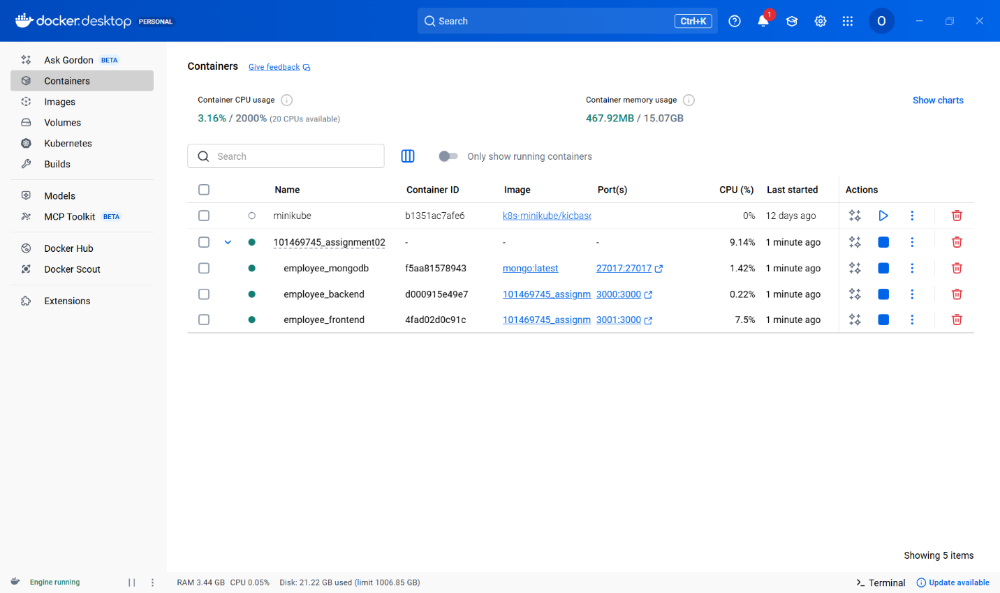 docker.desktop PERSONAL Search Ctrl+K 1 O
Ask Gordon BETA
Containers
Images
Volumes
Kubernetes
Builds
Models
MCP Toolkit BETA
Docker Hub
Docker Scout
Extensions
Containers Give feedback
Container CPU usage
3.16% / 2000% (20 CPUs available)
Container memory usage
467.92MB / 15.07GB
Show charts
Search
Only show running containers
Name Container ID Image Port(s) CPU (%) Last started Actions
minikube b1351ac7afe6 k8s-minikube/kicbase 0% 12 days ago
101469745_assignment02 - - - 9.14% 1 minute ago
employee_mongodb f5aa81578943 mongo:latest 27017:27017 1.42% 1 minute ago
employee_backend d000915e49e7 101469745_assignm 3000:3000 0.22% 1 minute ago
employee_frontend 4fad02d0c91c 101469745_assignm 3001:3000 7.5% 1 minute ago
Showing 5 items
Engine running RAM 3.44 GB CPU 0.05% Disk: 21.22 GB used (limit 1006.85 GB) Terminal Update available